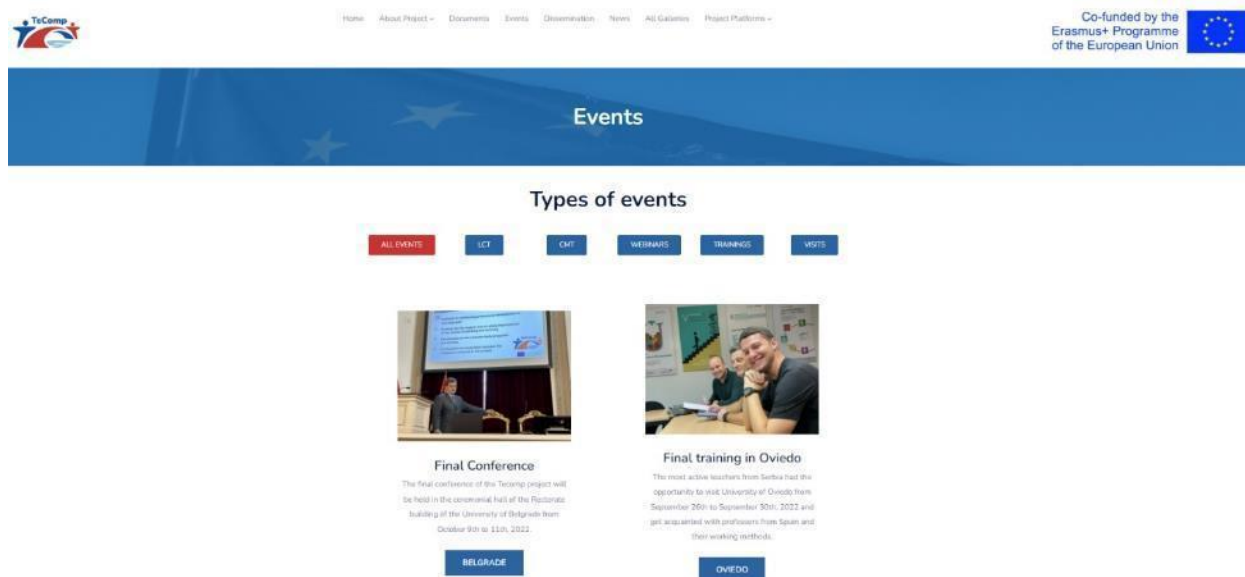 TeComp
Home About Project Documents Events Dissemination News All Galleries Project Platforms
Co-funded by the
Erasmus+ Programme
of the European Union
Events
Types of events
ALL EVENTS LCT CMT WEBINARS TRAININGS VISITS
Final Conference
The final conference of the Tecomp project will
be held in the ceremonial hall of the Rectorate
building of the University of Belgrade from
October 9th to 11th, 2022.
BELGRADE
Final training in Oviedo
The most active teachers from Serbia had the
opportunity to visit University of Oviedo from
September 26th to September 30th, 2022 and
get acquainted with professors from Spain and
their working methods.
OVIEDO